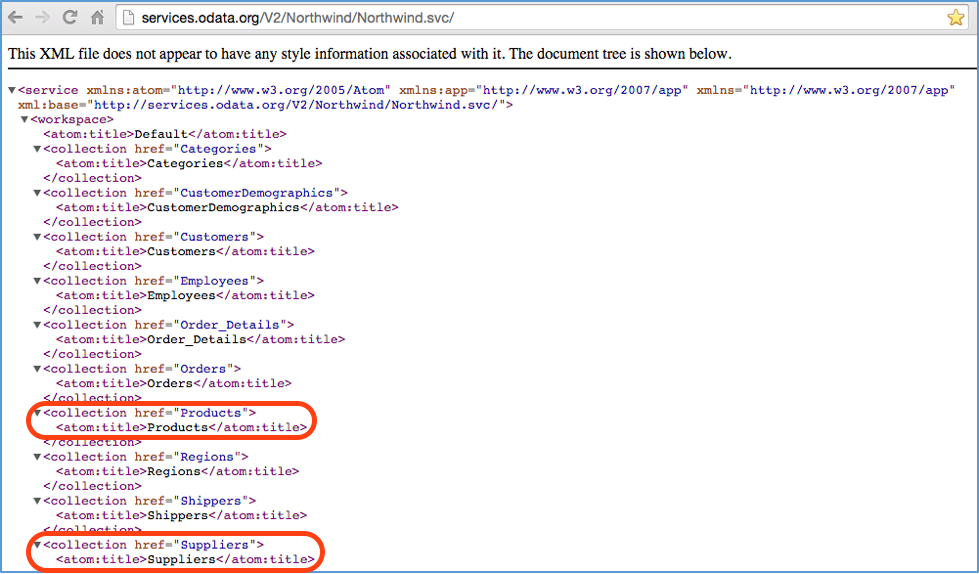 services.odata.org/V2/Northwind/Northwind.svc/
This XML file does not appear to have any style information associated with it. The document tree is shown below.
▼<service xmlns:atom="http://www.w3.org/2005/Atom" xmlns:app="http://www.w3.org/2007/app" xmlns="http://www.w3.org/2007/app"
xml:base="http://services.odata.org/V2/Northwind/Northwind.svc/">
▼<workspace>
<atom:title>Default</atom:title>
▼<collection href="Categories">
<atom:title>Categories</atom:title>
</collection>
▼<collection href="CustomerDemographics">
<atom:title>CustomerDemographics</atom:title>
</collection>
▼<collection href="Customers">
<atom:title>Customers</atom:title>
</collection>
▼<collection href="Employees">
<atom:title>Employees</atom:title>
</collection>
▼<collection href="Order_Details">
<atom:title>Order_Details</atom:title>
</collection>
▼<collection href="Orders">
<atom:title>Orders</atom:title>
</collection>
▼<collection href="Products">
<atom:title>Products</atom:title>
</collection>
▼<collection href="Regions">
<atom:title>Regions</atom:title>
</collection>
▼<collection href="Shippers">
<atom:title>Shippers</atom:title>
</collection>
▼<collection href="Suppliers">
<atom:title>Suppliers</atom:title>